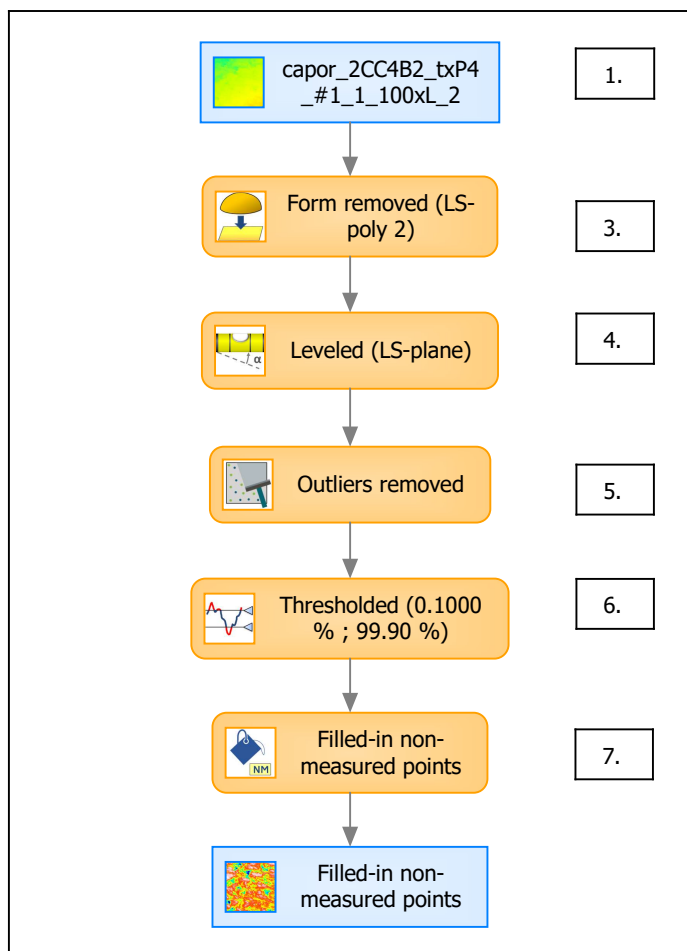 capor_2CC4B2_txP4
_#1_1_100xL_2
1.
Form removed (LS-
poly 2)
3.
α
Leveled (LS-plane)
4.
Outliers removed
5.
Thresholded (0.1000
% ; 99.90 %)
6.
NM
Filled-in non-
measured points
7.
Filled-in non-
measured points